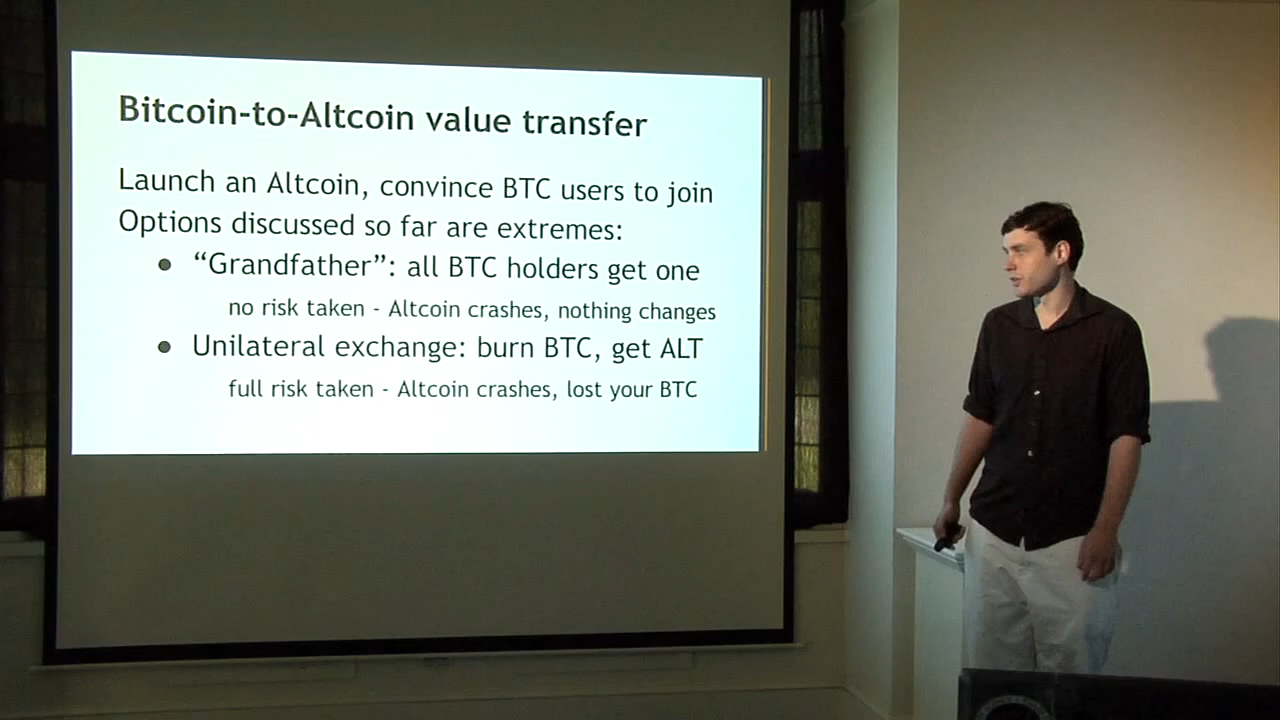 Bitcoin-to-Altcoin value transfer
Launch an Altcoin, convince BTC users to join
Options discussed so far are extremes:
● “Grandfather”: all BTC holders get one
no risk taken - Altcoin crashes, nothing changes
● Unilateral exchange: burn BTC, get ALT
full risk taken - Altcoin crashes, lost your BTC